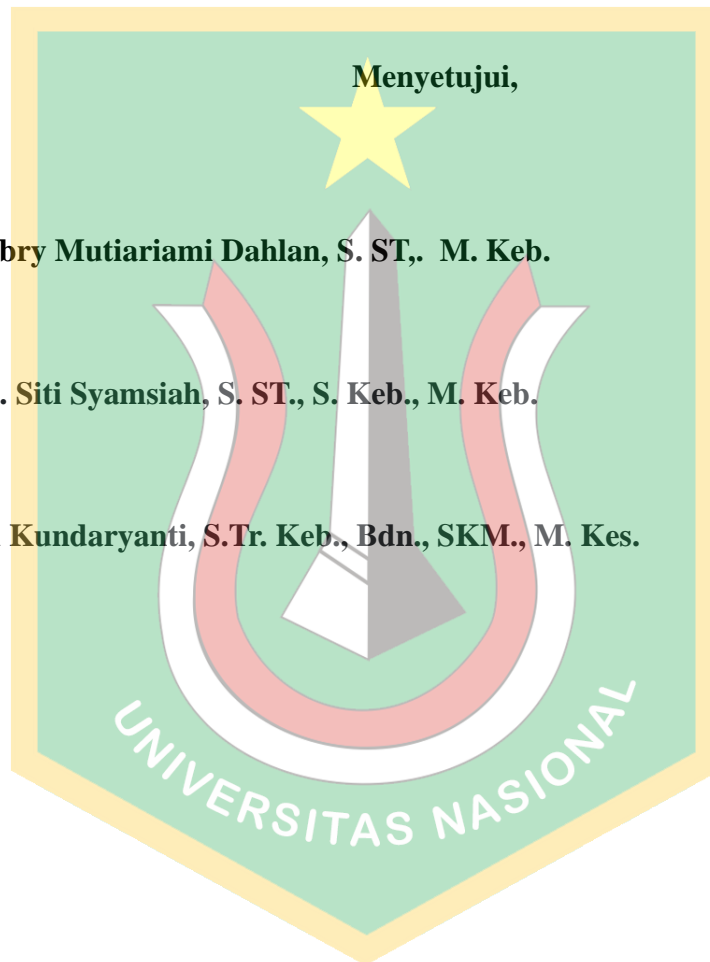 Menyetujui,
bry Mutiariami Dahlan, S. ST,. M. Keb.
. Siti Syamsiah, S. ST., S. Keb., M. Keb.
Kundaryanti, S.Tr. Keb., Bdn., SKM., M. Kes.
UNIVERSITAS NASIONAL